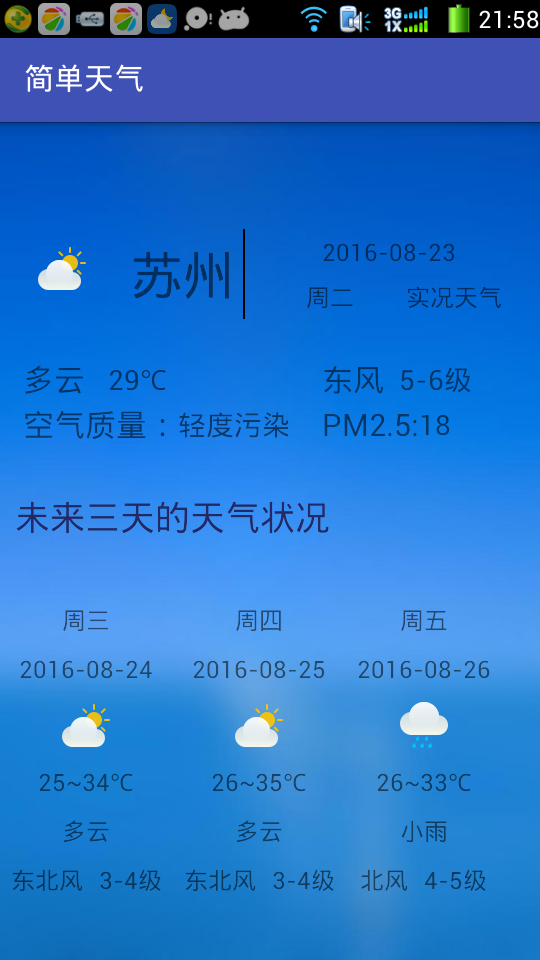 3G 1X 21:58
简单天气
苏州
2016-08-23
周二 实况天气
多云 29℃ 东风 5-6级
空气质量：轻度污染 PM2.5:18
未来三天的天气状况
周三 周四 周五
2016-08-24 2016-08-25 2016-08-26
25~34℃ 26~35℃ 26~33℃
多云 多云 小雨
东北风 3-4级 东北风 3-4级 北风 4-5级